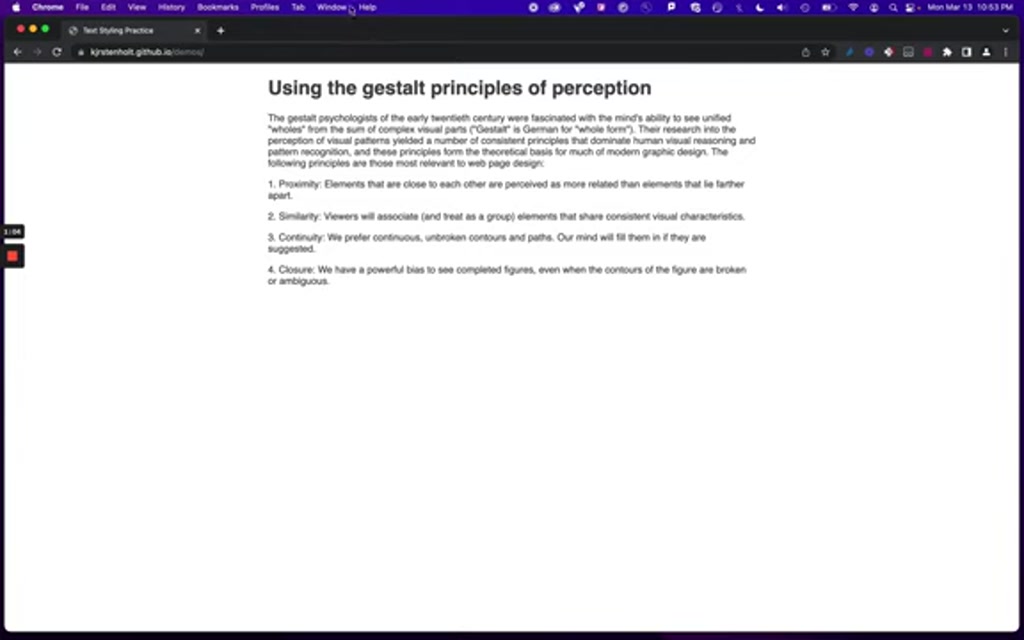 Chrome File Edit View History Bookmarks Profiles Tab Window Help Mon Mar 13 10:53 PM
Text Styling Practice
kjrstenholt.github.io/demos/
Using the gestalt principles of perception
The gestalt psychologists of the early twentieth century were fascinated with the mind's ability to see unified
"wholes" from the sum of complex visual parts ("Gestalt" is German for "whole form"). Their research into the
perception of visual patterns yielded a number of consistent principles that dominate human visual reasoning and
pattern recognition, and these principles form the theoretical basis for much of modern graphic design. The
following principles are those most relevant to web page design:
1. Proximity: Elements that are close to each other are perceived as more related than elements that lie farther
apart.
2. Similarity: Viewers will associate (and treat as a group) elements that share consistent visual characteristics.
1:04
3. Continuity: We prefer continuous, unbroken contours and paths. Our mind will fill them in if they are
suggested.
4. Closure: We have a powerful bias to see completed figures, even when the contours of the figure are broken
or ambiguous.